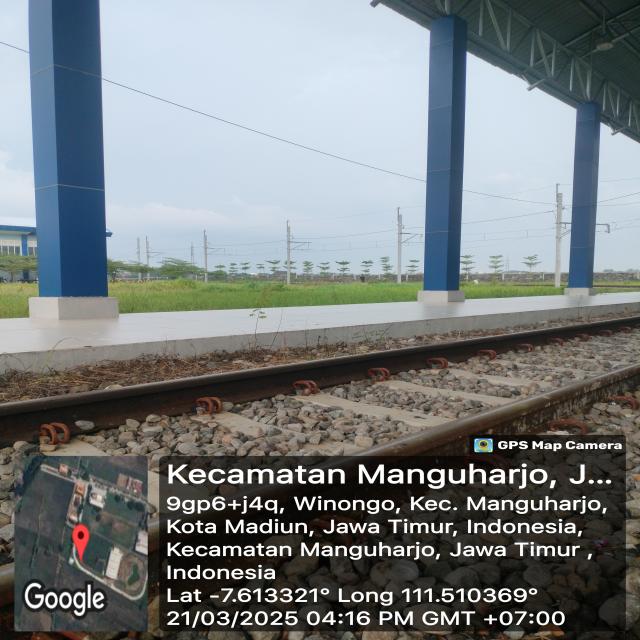 GPS Map Camera
Kecamatan Manguharjo, J...
9gp6+j4q, Winongo, Kec. Manguharjo,
Kota Madiun, Jawa Timur, Indonesia,
Kecamatan Manguharjo, Jawa Timur ,
Indonesia
Lat -7.613321° Long 111.510369°
21/03/2025 04:16 PM GMT +07:00
Google